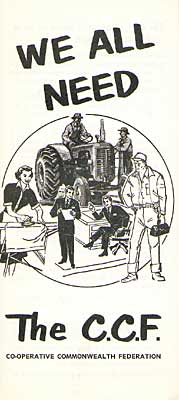 WE ALL
NEED
The C.C.F.
CO-OPERATIVE COMMONWEALTH FEDERATION